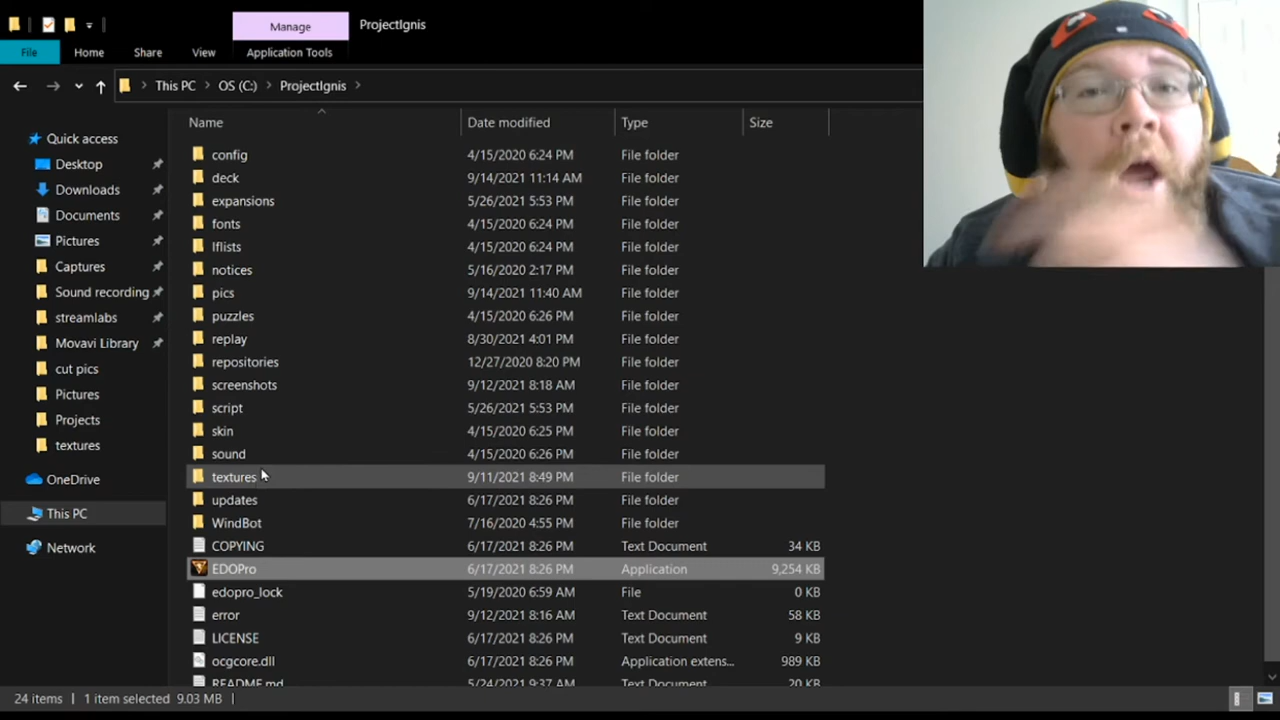 Manage
ProjectIgnis
File Home Share View Application Tools
This PC OS (C:) ProjectIgnis
Name Date modified Type Size
Quick access
Desktop
Downloads
Documents
Pictures
Captures
Sound recording
streamlabs
Movavi Library
cut pics
Pictures
Projects
textures
OneDrive
This PC
Network
config 4/15/2020 6:24 PM File folder
deck 9/14/2021 11:14 AM File folder
expansions 5/26/2021 5:53 PM File folder
fonts 4/15/2020 6:24 PM File folder
lflists 4/15/2020 6:24 PM File folder
notices 5/16/2020 2:17 PM File folder
pics 9/14/2021 11:40 AM File folder
puzzles 4/15/2020 6:26 PM File folder
replay 8/30/2021 4:01 PM File folder
repositories 12/27/2020 8:20 PM File folder
screenshots 9/12/2021 8:18 AM File folder
script 5/26/2021 5:53 PM File folder
skin 4/15/2020 6:25 PM File folder
sound 4/15/2020 6:26 PM File folder
textures 9/11/2021 8:49 PM File folder
updates 6/17/2021 8:26 PM File folder
WindBot 7/16/2020 4:55 PM File folder
COPYING 6/17/2021 8:26 PM Text Document 34 KB
EDOPro 6/17/2021 8:26 PM Application 9,254 KB
edopro_lock 5/19/2020 6:59 AM File 0 KB
error 9/12/2021 8:16 AM Text Document 58 KB
LICENSE 6/17/2021 8:26 PM Text Document 9 KB
ocgcore.dll 6/17/2021 8:26 PM Application extens... 989 KB
README.md 5/24/2021 9:37 AM Text Document 20 KB
24 items 1 item selected 9.03 MB